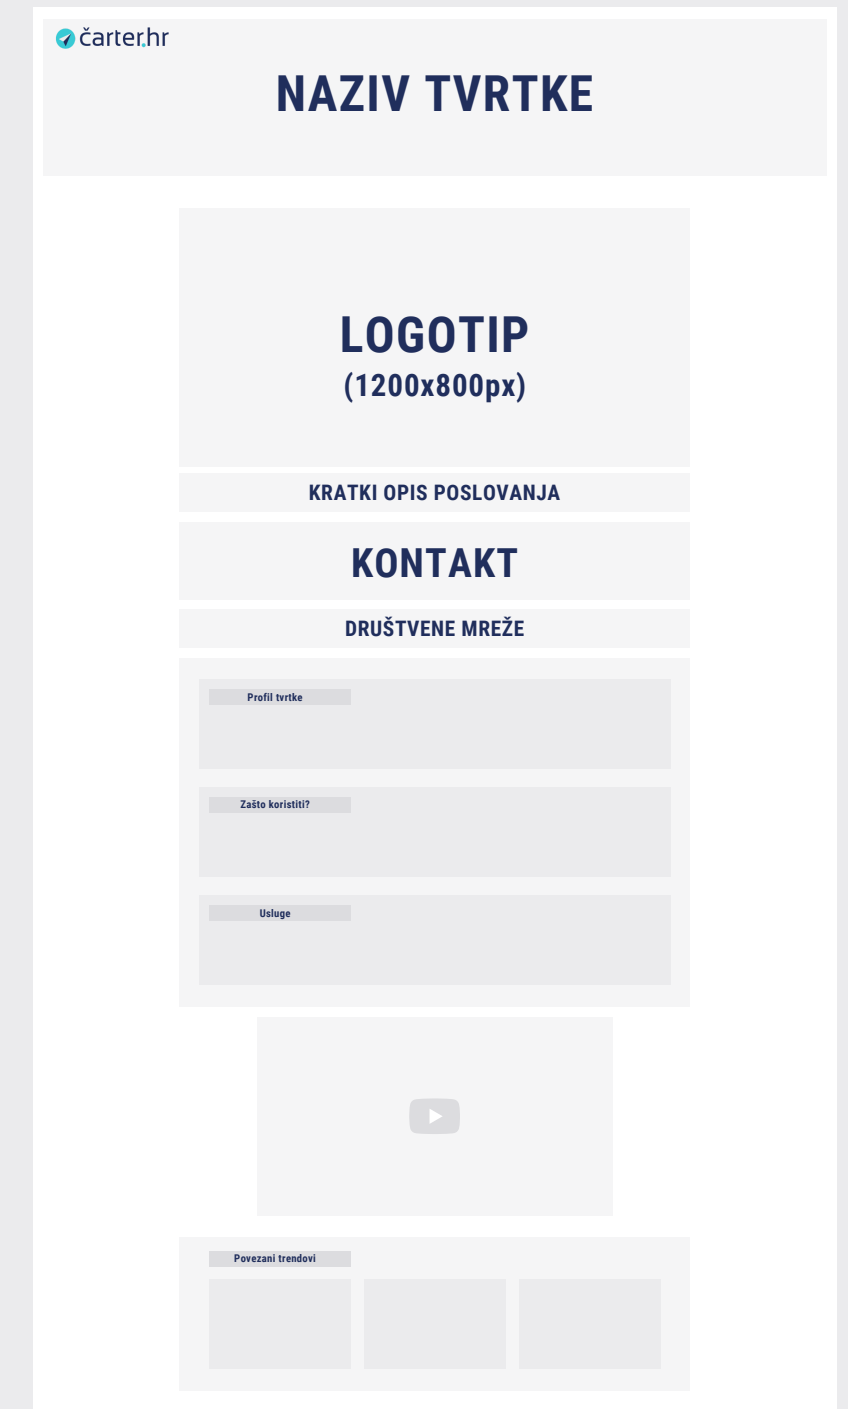 čarter.hr
NAZIV TVRTKE
LOGOTIP
(1200x800px)
KRATKI OPIS POSLOVANJA
KONTAKT
DRUŠTVENE MREŽE
Profil tvrtke
Zašto koristiti?
Usluge
Povezani trendovi